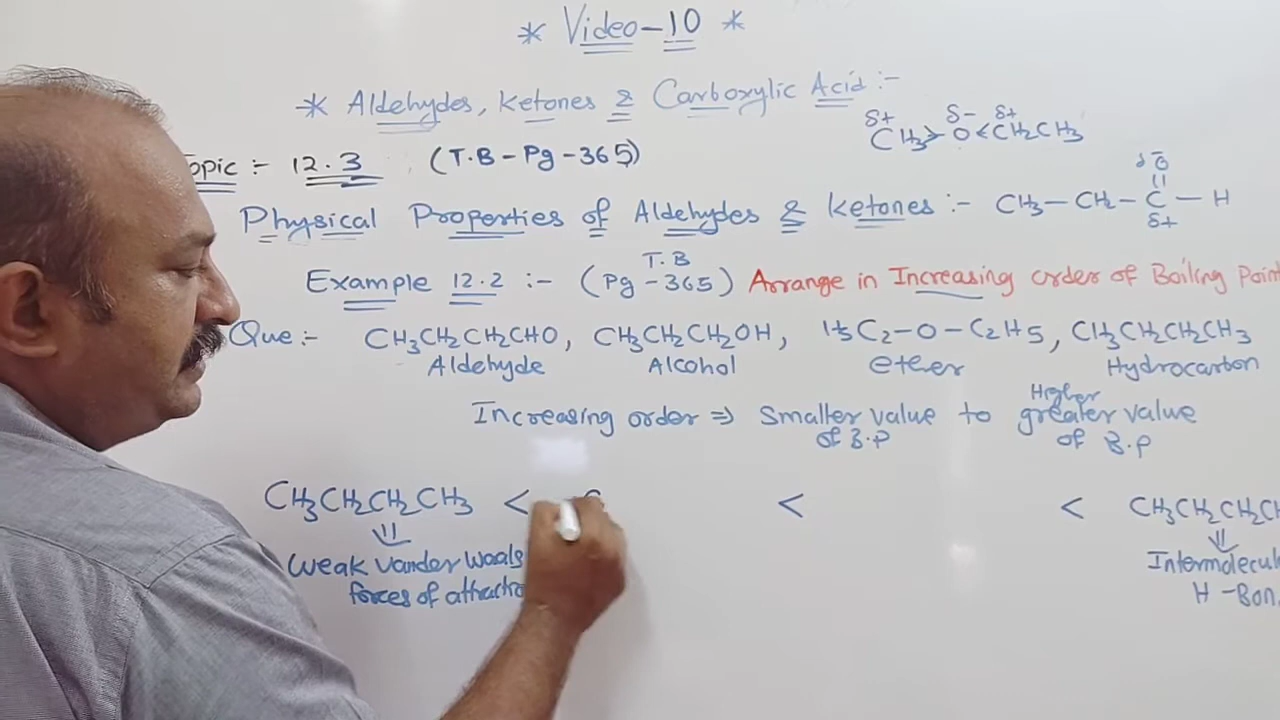 * Video-10 *
* Aldehydes, Ketones & Carboxylic Acid :-
δ+ δ- δ+
CH3 > O < CH2CH3
Topic :- 12.3 (T.B - Pg - 365)
Physical Properties of Aldehydes & Ketones :- CH3 - CH2 - C - H
O
δ+
Example 12.2 :- (Pg - 365) Arrange in Increasing order of Boiling Point
T.B
Que :- CH3CH2CH2CHO, CH3CH2CH2OH, H5C2-O-C2H5, CH3CH2CH2CH3
Aldehyde Alcohol ether Hydrocarbon
Increasing order ⇒ Smaller value to greater value
Higher
of B.P of B.P
CH3CH2CH2CH3 < < < CH3CH2CH2C
Weak Vander Waals Intermolecul
forces of attractio H-Bon